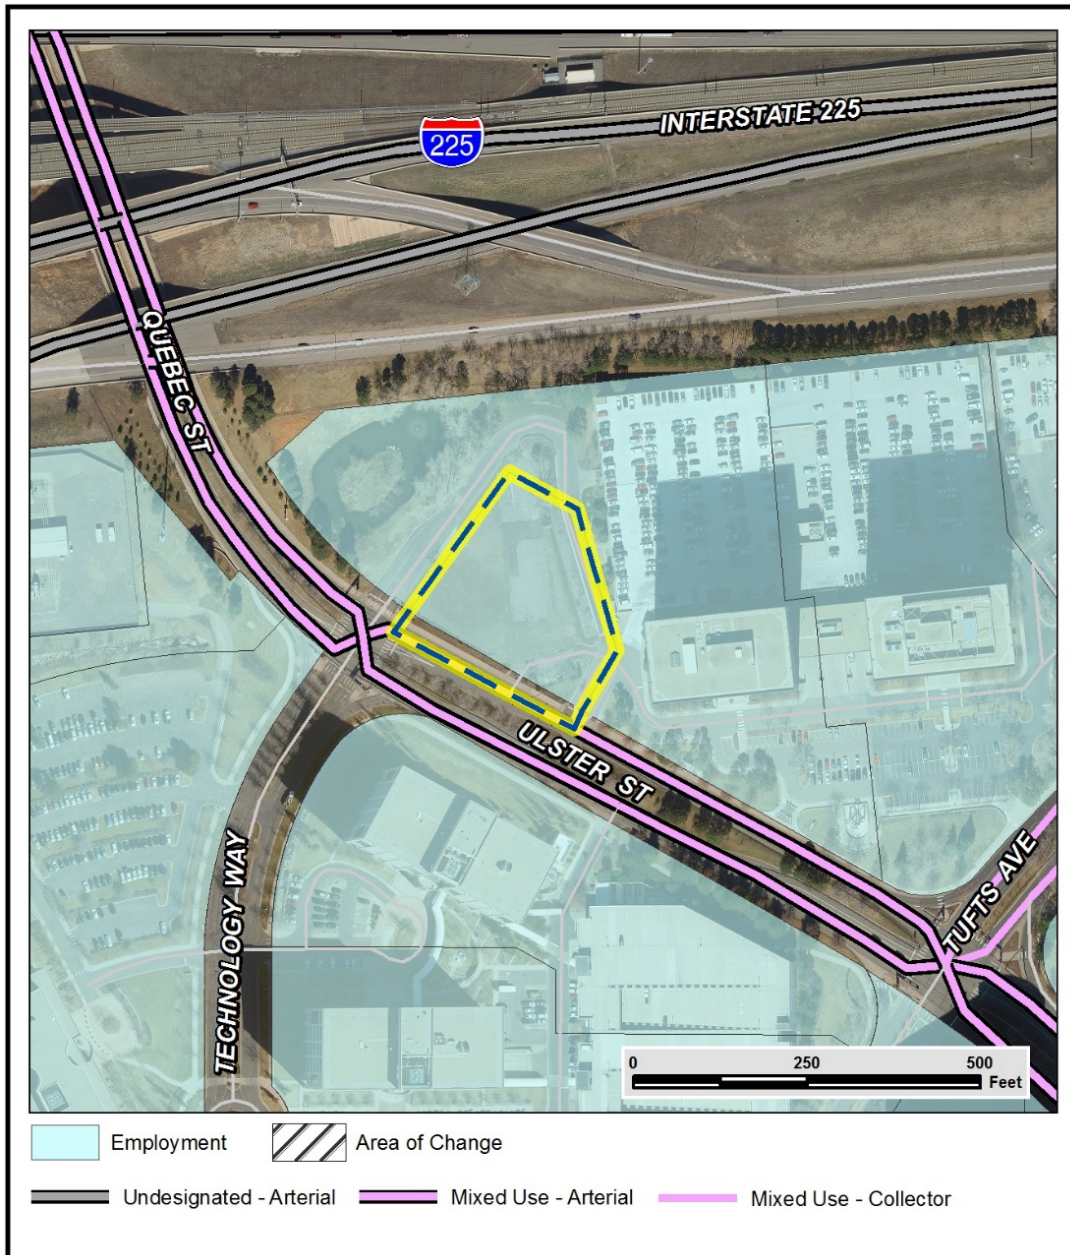 INTERSTATE 225
225
QUEBEC ST
ULSTER ST
TUFTS AVE
TECHNOLOGY WAY
0 250 500
Feet
Employment
Area of Change
Undesignated - Arterial
Mixed Use - Arterial
Mixed Use - Collector